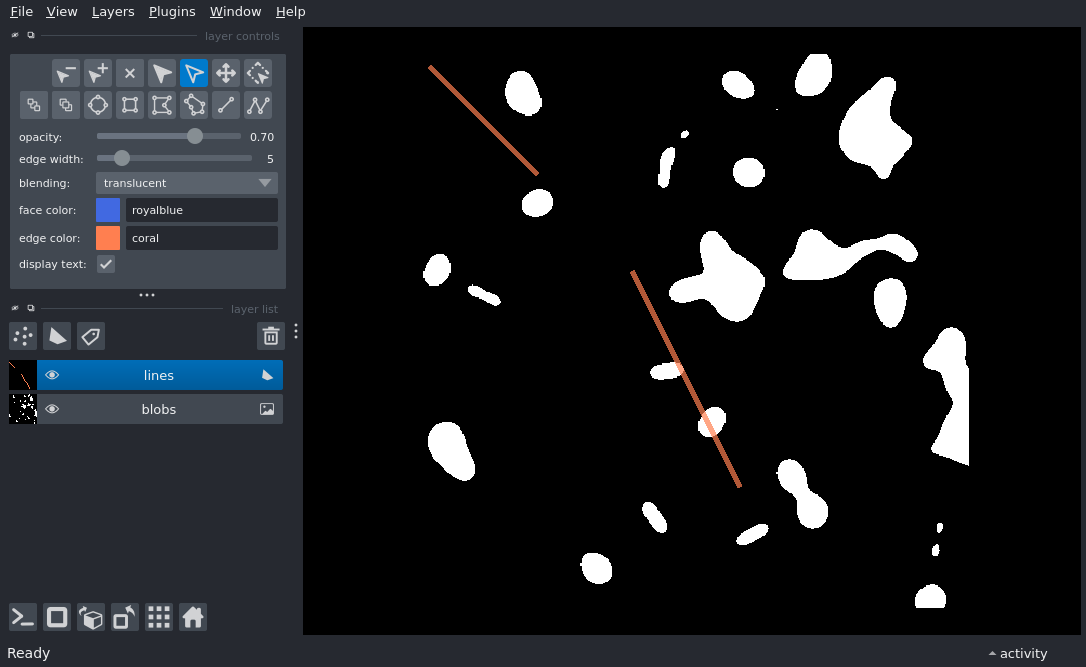 File View Layers Plugins Window Help
layer controls
opacity: 0.70
edge width: 5
blending: translucent
face color: royalblue
edge color: coral
display text:
layer list
lines
blobs
Ready
activity